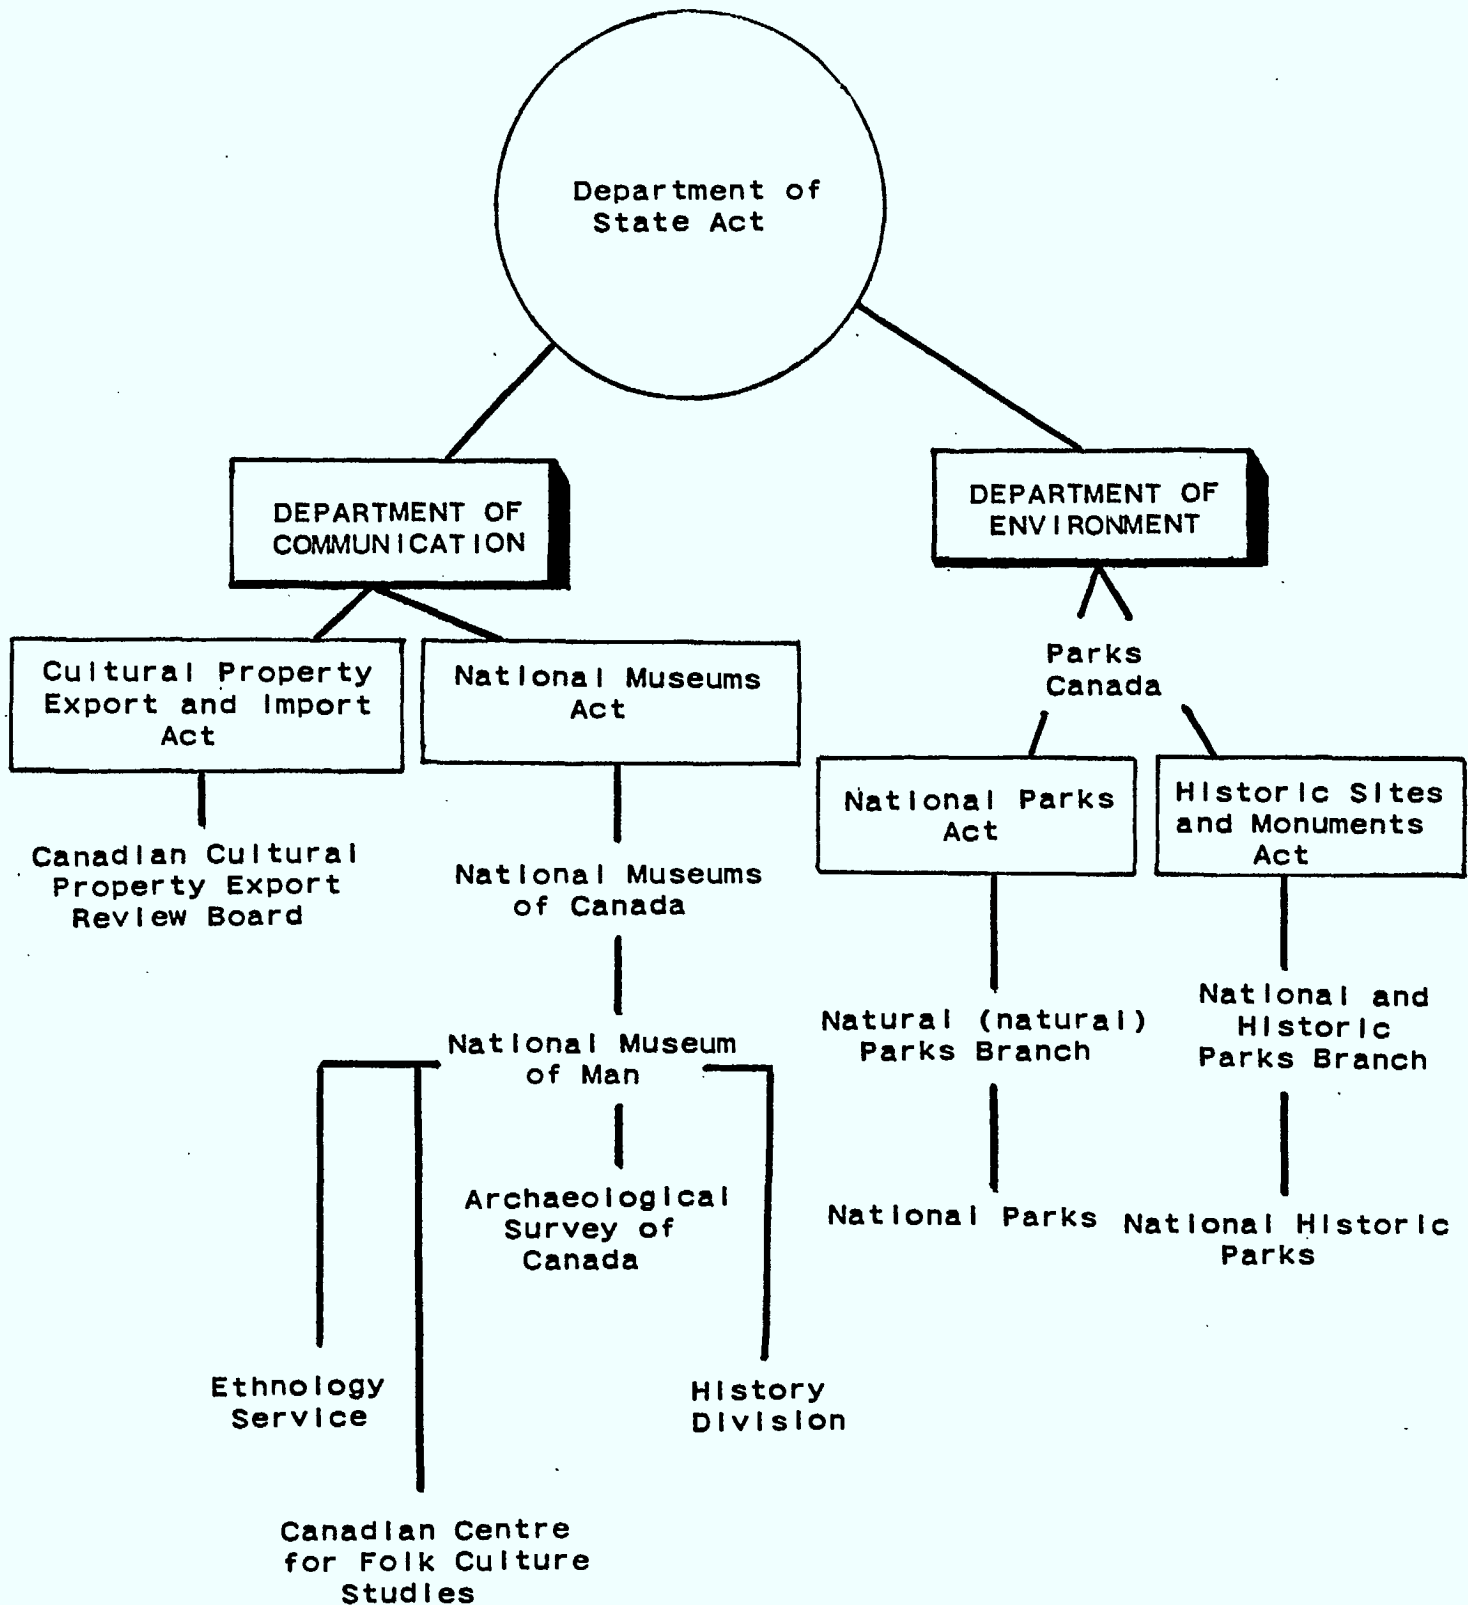 Department of
State Act
DEPARTMENT OF
COMMUNICATION
DEPARTMENT OF
ENVIRONMENT
Cultural Property
Export and Import
Act
National Museums
Act
Parks
Canada
National Parks
Act
Historic Sites
and Monuments
Act
Canadian Cultural
Property Export
Review Board
National Museums
of Canada
Natural (natural)
Parks Branch
National and
Historic
Parks Branch
National Museum
of Man
Archaeological
Survey of
Canada
National Parks
National Historic
Parks
Ethnology
Service
History
Division
Canadian Centre
for Folk Culture
Studies